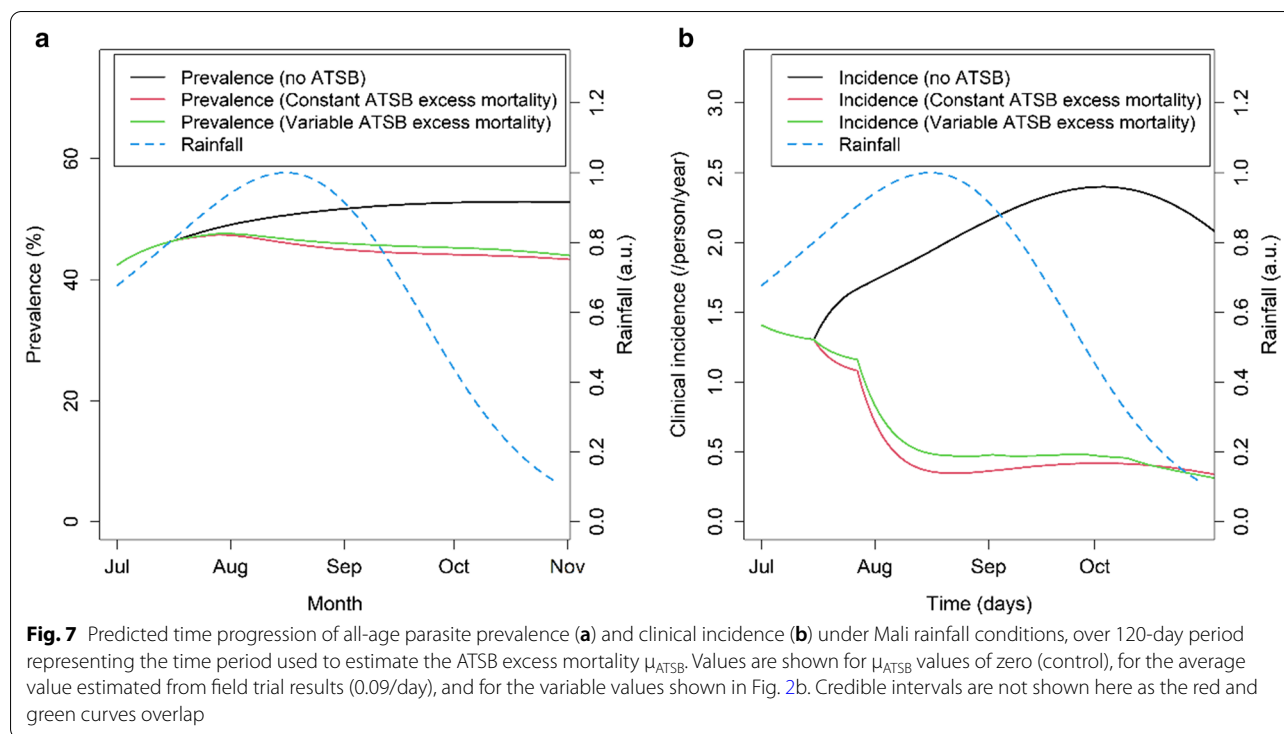 a
Prevalence (no ATSB)
Prevalence (Constant ATSB excess mortality)
Prevalence (Variable ATSB excess mortality)
Rainfall
Prevalence (%)
0
20
40
60
Rainfall (a.u.)
0.0
0.2
0.4
0.6
0.8
1.0
1.2
Jul
Aug
Sep
Oct
Nov
Month
b
Incidence (no ATSB)
Incidence (Constant ATSB excess mortality)
Incidence (Variable ATSB excess mortality)
Rainfall
Clinical incidence (/person/year)
0.0
0.5
1.0
1.5
2.0
2.5
3.0
Rainfall (a.u.)
0.0
0.2
0.4
0.6
0.8
1.0
1.2
Jul
Aug
Sep
Oct
Time (days)
Fig. 7 Predicted time progression of all-age parasite prevalence (a) and clinical incidence (b) under Mali rainfall conditions, over 120-day period
representing the time period used to estimate the ATSB excess mortality μATSB. Values are shown for μATSB values of zero (control), for the average
value estimated from field trial results (0.09/day), and for the variable values shown in Fig. 2b. Credible intervals are not shown here as the red and
green curves overlap